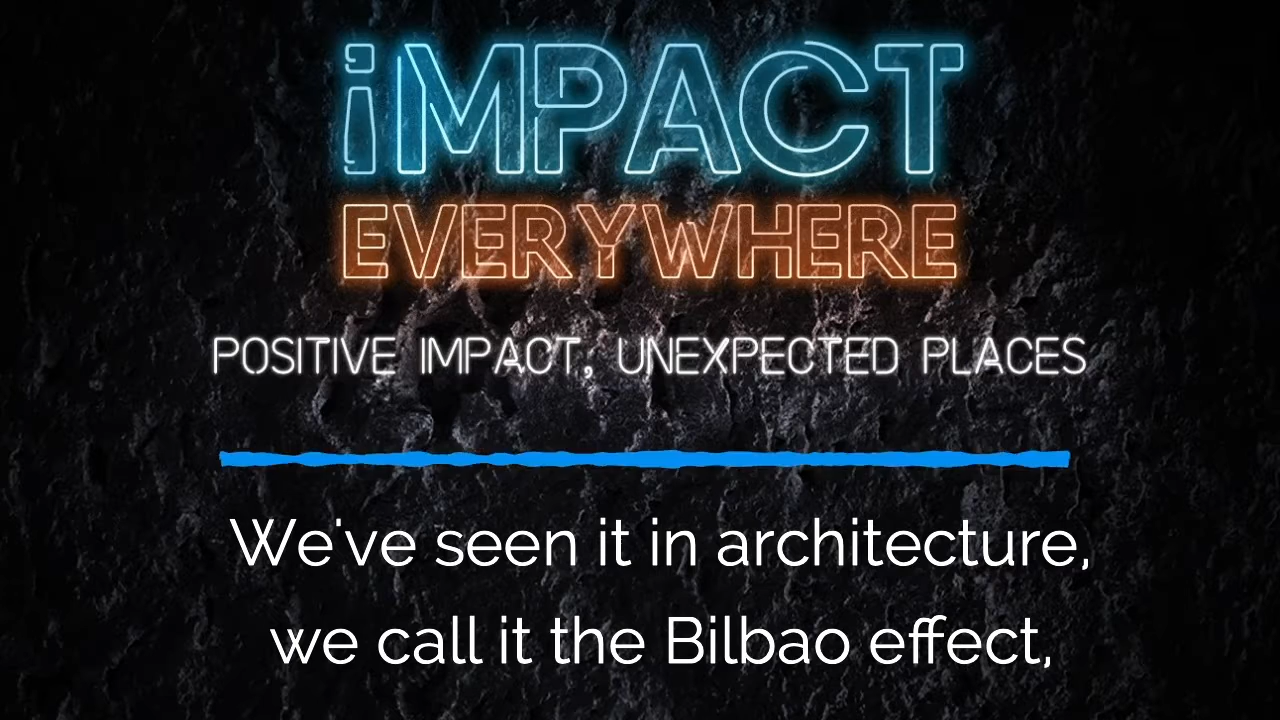 iMPACT
EVERYWHERE
POSITIVE IMPACT, UNEXPECTED PLACES
We've seen it in architecture,
we call it the Bilbao effect,